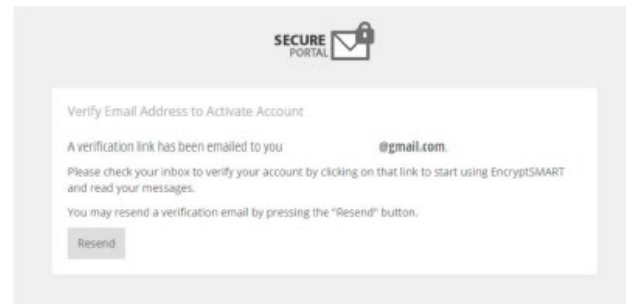 SECURE
PORTAL
Verify Email Address to Activate Account
A verification link has been emailed to you @gmail.com.
Please check your inbox to verify your account by clicking on that link to start using EncryptSMART
and read your messages.
You may resend a verification email by pressing the "Resend" button.
Resend